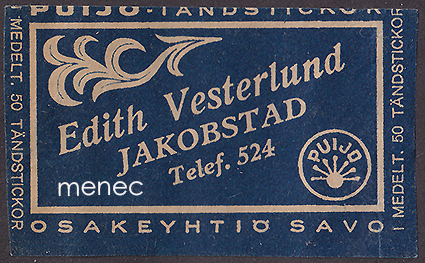 PUIJO-TÄNDSTICKOR
I MEDELT. 50 TÄNDSTICKOR
Edith Vesterlund
JAKOBSTAD
Telef. 524
PUIJO
menec
OSAKEYHTIÖ SAVO
I MEDELT. 50 TÄNDSTICKOR